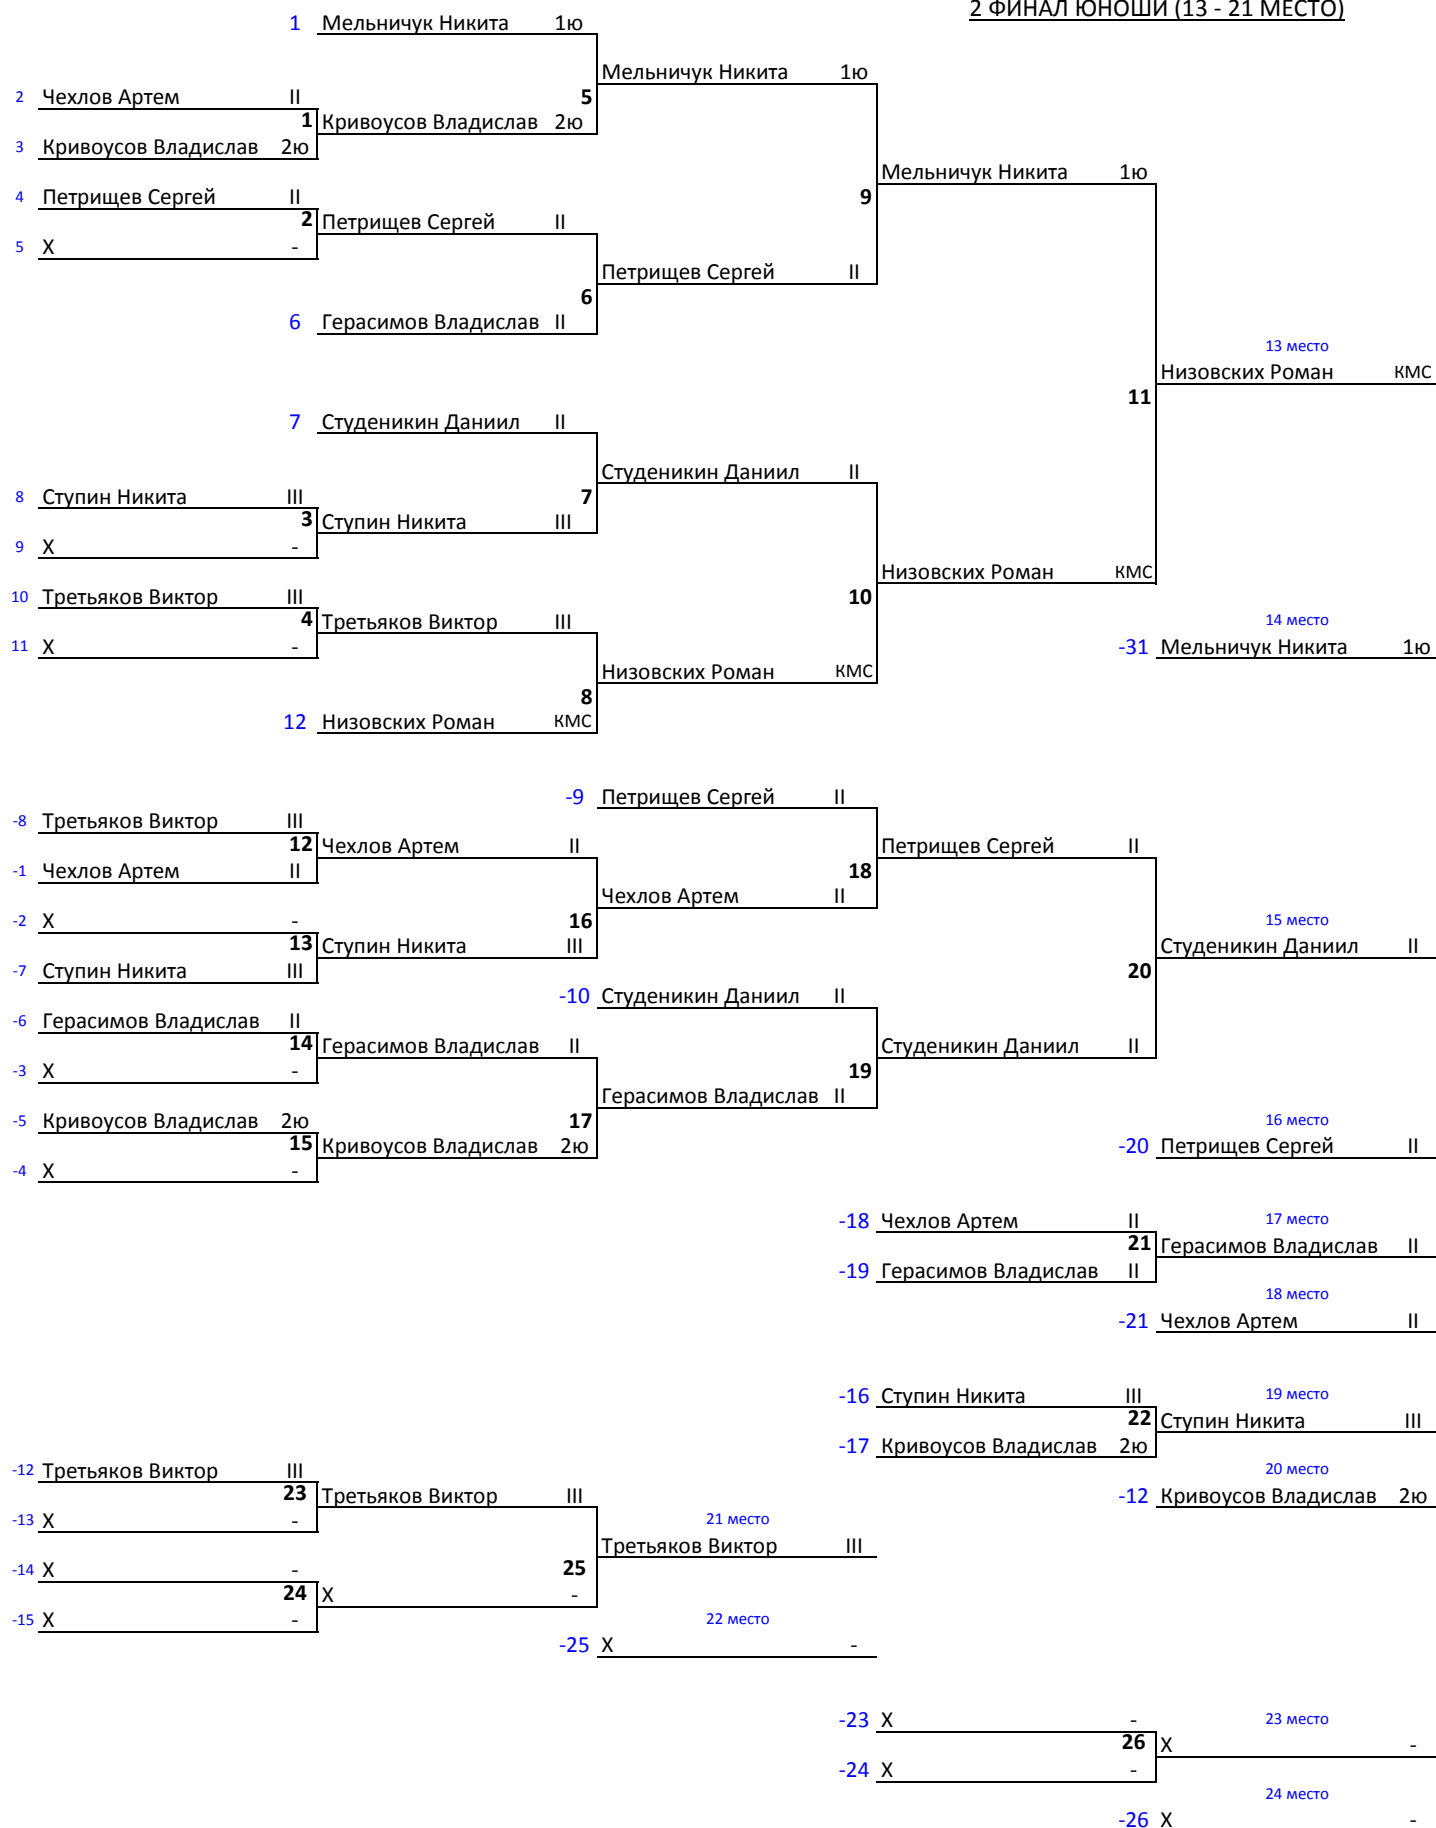 2 ФИНАЛ ЮНОШИ (13 - 21 МЕСТО)
1 Мельничук Никита 1ю
Мельничук Никита 1ю
2 Чехлов Артем II 5
1 Кривоусов Владислав 2ю
3 Кривоусов Владислав 2ю
Мельничук Никита 1ю
4 Петрищев Сергей II 9
2 Петрищев Сергей II
5 Х -
Петрищев Сергей II
6
6 Герасимов Владислав II
13 место
Низовских Роман КМС
11
7 Студеникин Даниил II
Студеникин Даниил II
8 Ступин Никита III 7
3 Ступин Никита III
9 Х -
Низовских Роман КМС
10 Третьяков Виктор III 10
4 Третьяков Виктор III 14 место
11 Х - -31 Мельничук Никита 1ю
Низовских Роман КМС
8
12 Низовских Роман КМС
-9 Петрищев Сергей II
-8 Третьяков Виктор III
12 Чехлов Артем II Петрищев Сергей II
-1 Чехлов Артем II 18
Чехлов Артем II
-2 Х - 16 15 место
13 Ступин Никита III Студеникин Даниил II
-7 Ступин Никита III 20
-10 Студеникин Даниил II
-6 Герасимов Владислав II
14 Герасимов Владислав II Студеникин Даниил II
-3 Х - 19
Герасимов Владислав II
-5 Кривоусов Владислав 2ю 17 16 место
15 Кривоусов Владислав 2ю -20 Петрищев Сергей II
-4 Х -
-18 Чехлов Артем II 17 место
21 Герасимов Владислав II
-19 Герасимов Владислав II
18 место
-21 Чехлов Артем II
-16 Ступин Никита III 19 место
22 Ступин Никита III
-17 Кривоусов Владислав 2ю
-12 Третьяков Виктор III 20 место
23 Третьяков Виктор III -12 Кривоусов Владислав 2ю
-13 Х - 21 место
Третьяков Виктор III
-14 Х - 25
24 Х -
-15 Х - 22 место
-25 Х -
-23 Х - 23 место
26 Х -
-24 Х -
24 место
-26 Х -